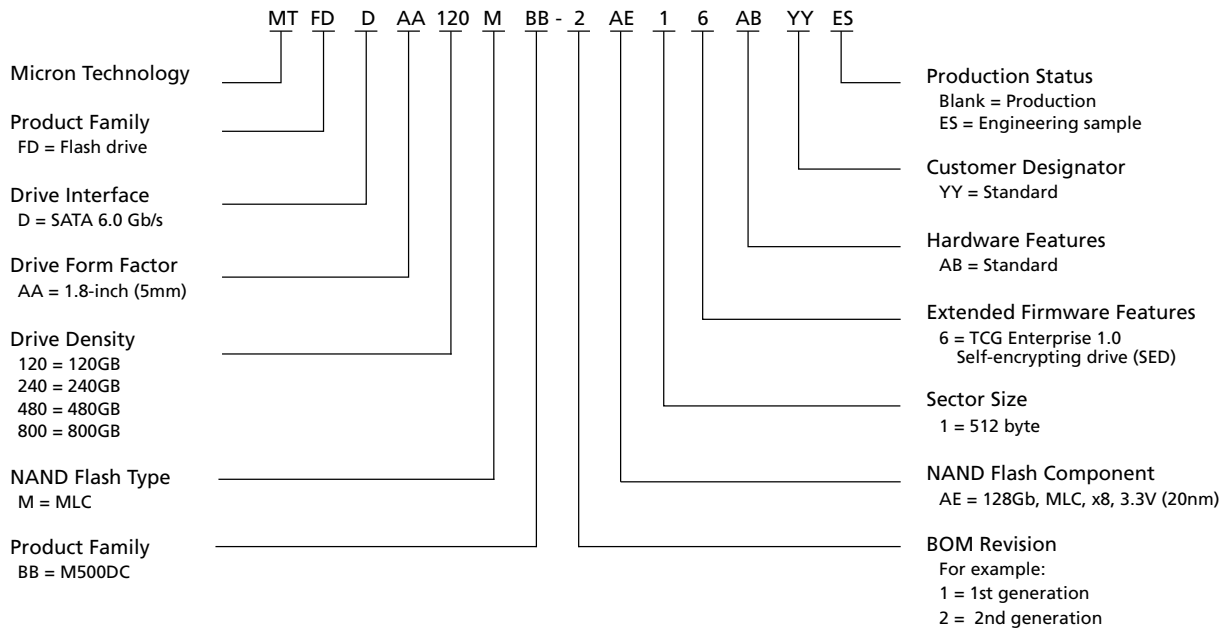 MT FD D AA 120 M BB - 2 AE 1 6 AB YY ES
Micron Technology
Product Family
FD = Flash drive
Drive Interface
D = SATA 6.0 Gb/s
Drive Form Factor
AA = 1.8-inch (5mm)
Drive Density
120 = 120GB
240 = 240GB
480 = 480GB
800 = 800GB
NAND Flash Type
M = MLC
Product Family
BB = M500DC
Production Status
Blank = Production
ES = Engineering sample
Customer Designator
YY = Standard
Hardware Features
AB = Standard
Extended Firmware Features
6 = TCG Enterprise 1.0
Self-encrypting drive (SED)
Sector Size
1 = 512 byte
NAND Flash Component
AE = 128Gb, MLC, x8, 3.3V (20nm)
BOM Revision
For example:
1 = 1st generation
2 = 2nd generation